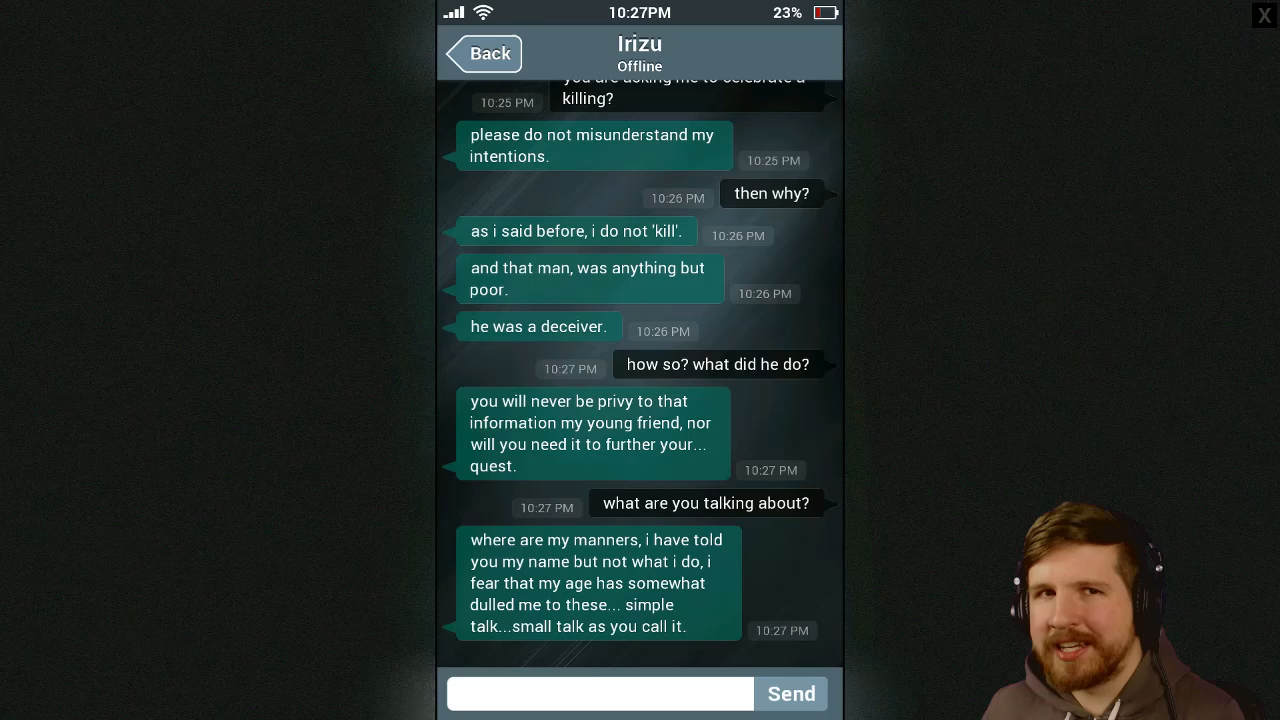 X
10:27PM
23%
Back
Irizu
Offline
you are asking me to celebrate a
killing?
10:25 PM
please do not misunderstand my
intentions.
10:25 PM
then why?
10:26 PM
as i said before, i do not 'kill'.
10:26 PM
and that man, was anything but
poor.
10:26 PM
he was a deceiver.
10:26 PM
how so? what did he do?
10:27 PM
you will never be privy to that
information my young friend, nor
will you need it to further your...
quest.
10:27 PM
what are you talking about?
10:27 PM
where are my manners, i have told
you my name but not what i do, i
fear that my age has somewhat
dulled me to these... simple
talk...small talk as you call it.
10:27 PM
Send